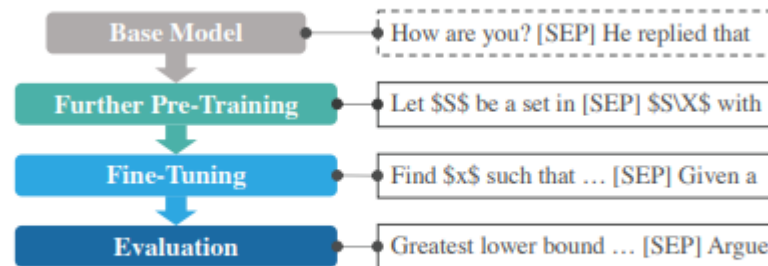 Base Model
How are you? [SEP] He replied that
Further Pre-Training
Let $S$ be a set in [SEP] $S\X$ with
Fine-Tuning
Find $x$ such that … [SEP] Given a
Evaluation
Greatest lower bound … [SEP] Argue